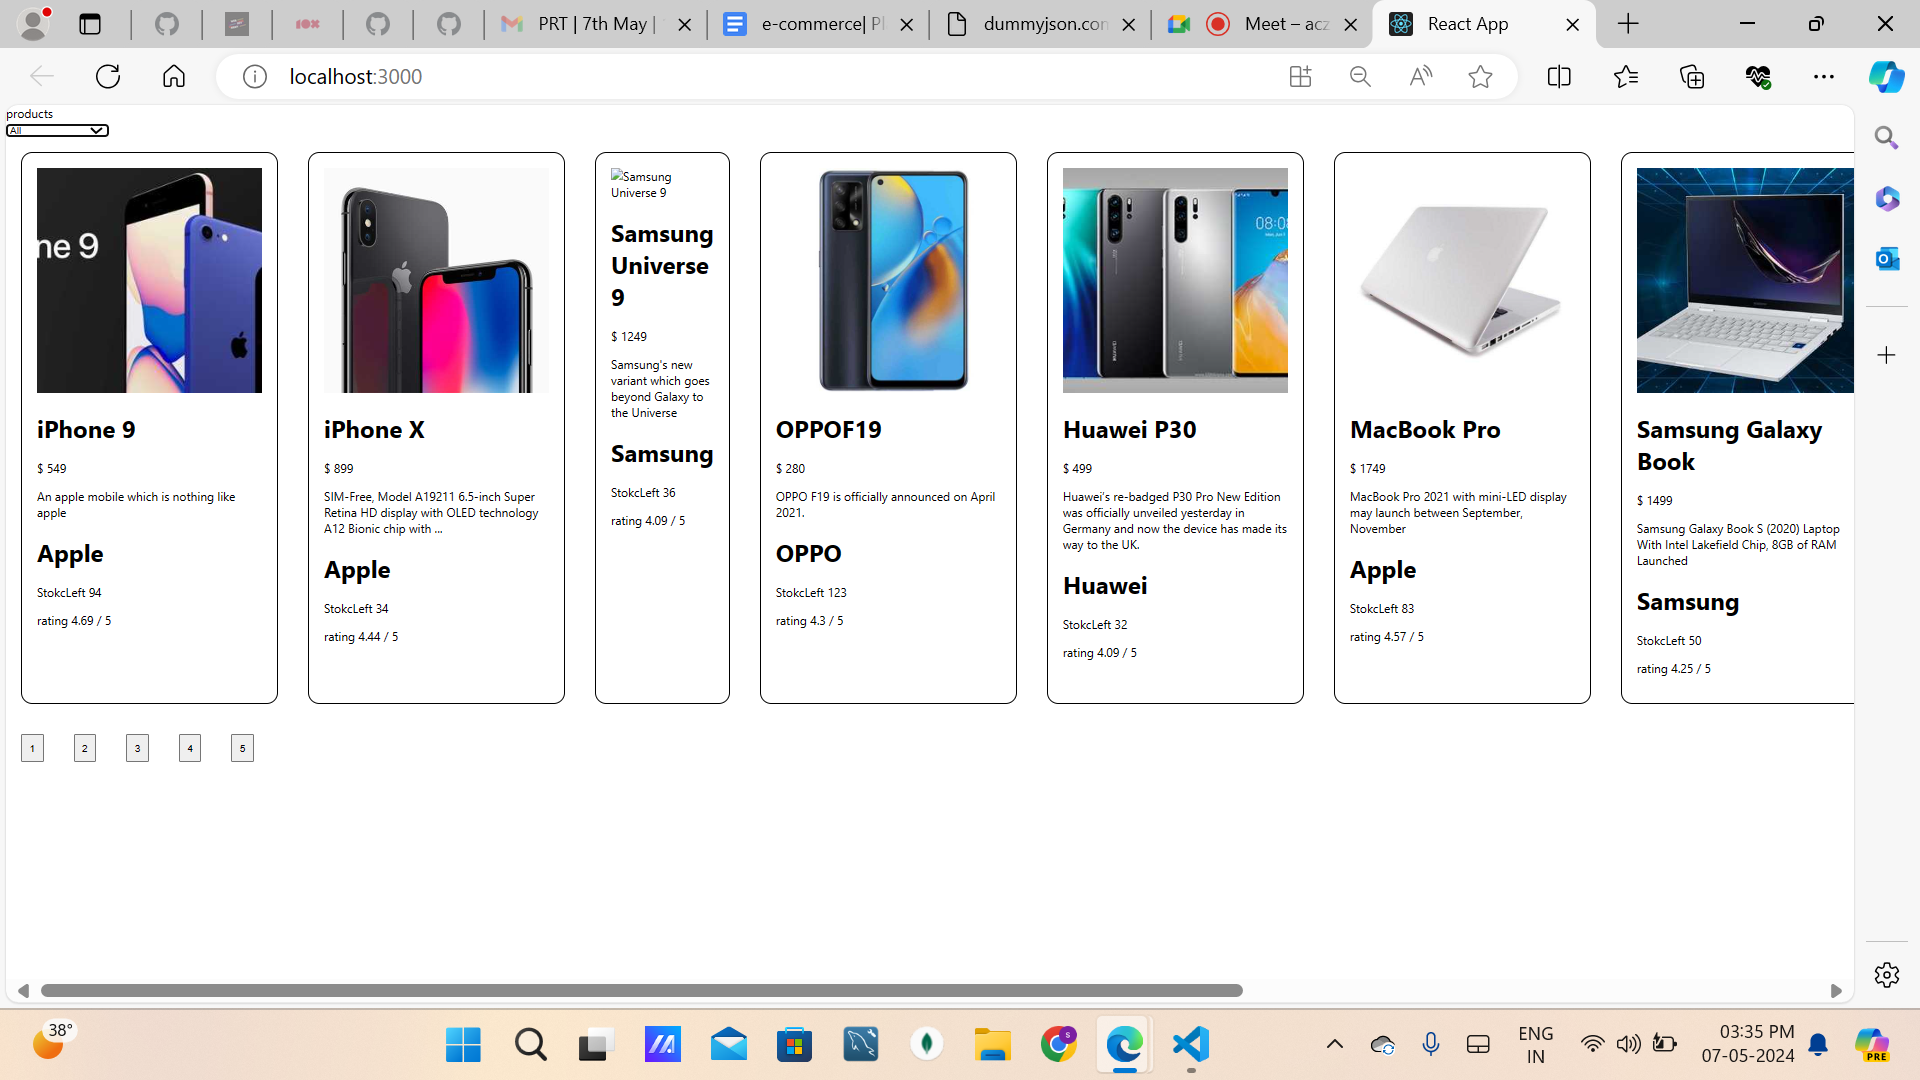 PRT | 7th May |
e-commerce| Pl
dummyjson.con
Meet – acz
React App
localhost:3000
products
All
ne 9
iPhone 9
$ 549
An apple mobile which is nothing like
apple
Apple
StokcLeft 94
rating 4.69 / 5
iPhone X
$ 899
SIM-Free, Model A19211 6.5-inch Super
Retina HD display with OLED technology
A12 Bionic chip with ...
Apple
StokcLeft 34
rating 4.44 / 5
Samsung
Universe 9
Samsung
Universe
9
$ 1249
Samsung's new
variant which goes
beyond Galaxy to
the Universe
Samsung
StokcLeft 36
rating 4.09 / 5
OPPOF19
$ 280
OPPO F19 is officially announced on April
2021.
OPPO
StokcLeft 123
rating 4.3 / 5
08:0
Huawei P30
$ 499
Huawei's re-badged P30 Pro New Edition
was officially unveiled yesterday in
Germany and now the device has made its
way to the UK.
Huawei
StokcLeft 32
rating 4.09 / 5
MacBook Pro
$ 1749
MacBook Pro 2021 with mini-LED display
may launch between September,
November
Apple
StokcLeft 83
rating 4.57 / 5
Samsung Galaxy
Book
$ 1499
Samsung Galaxy Book S (2020) Laptop
With Intel Lakefield Chip, 8GB of RAM
Launched
Samsung
StokcLeft 50
rating 4.25 / 5
1 2 3 4 5
38°
ENG
IN
03:35 PM
07-05-2024
PRE